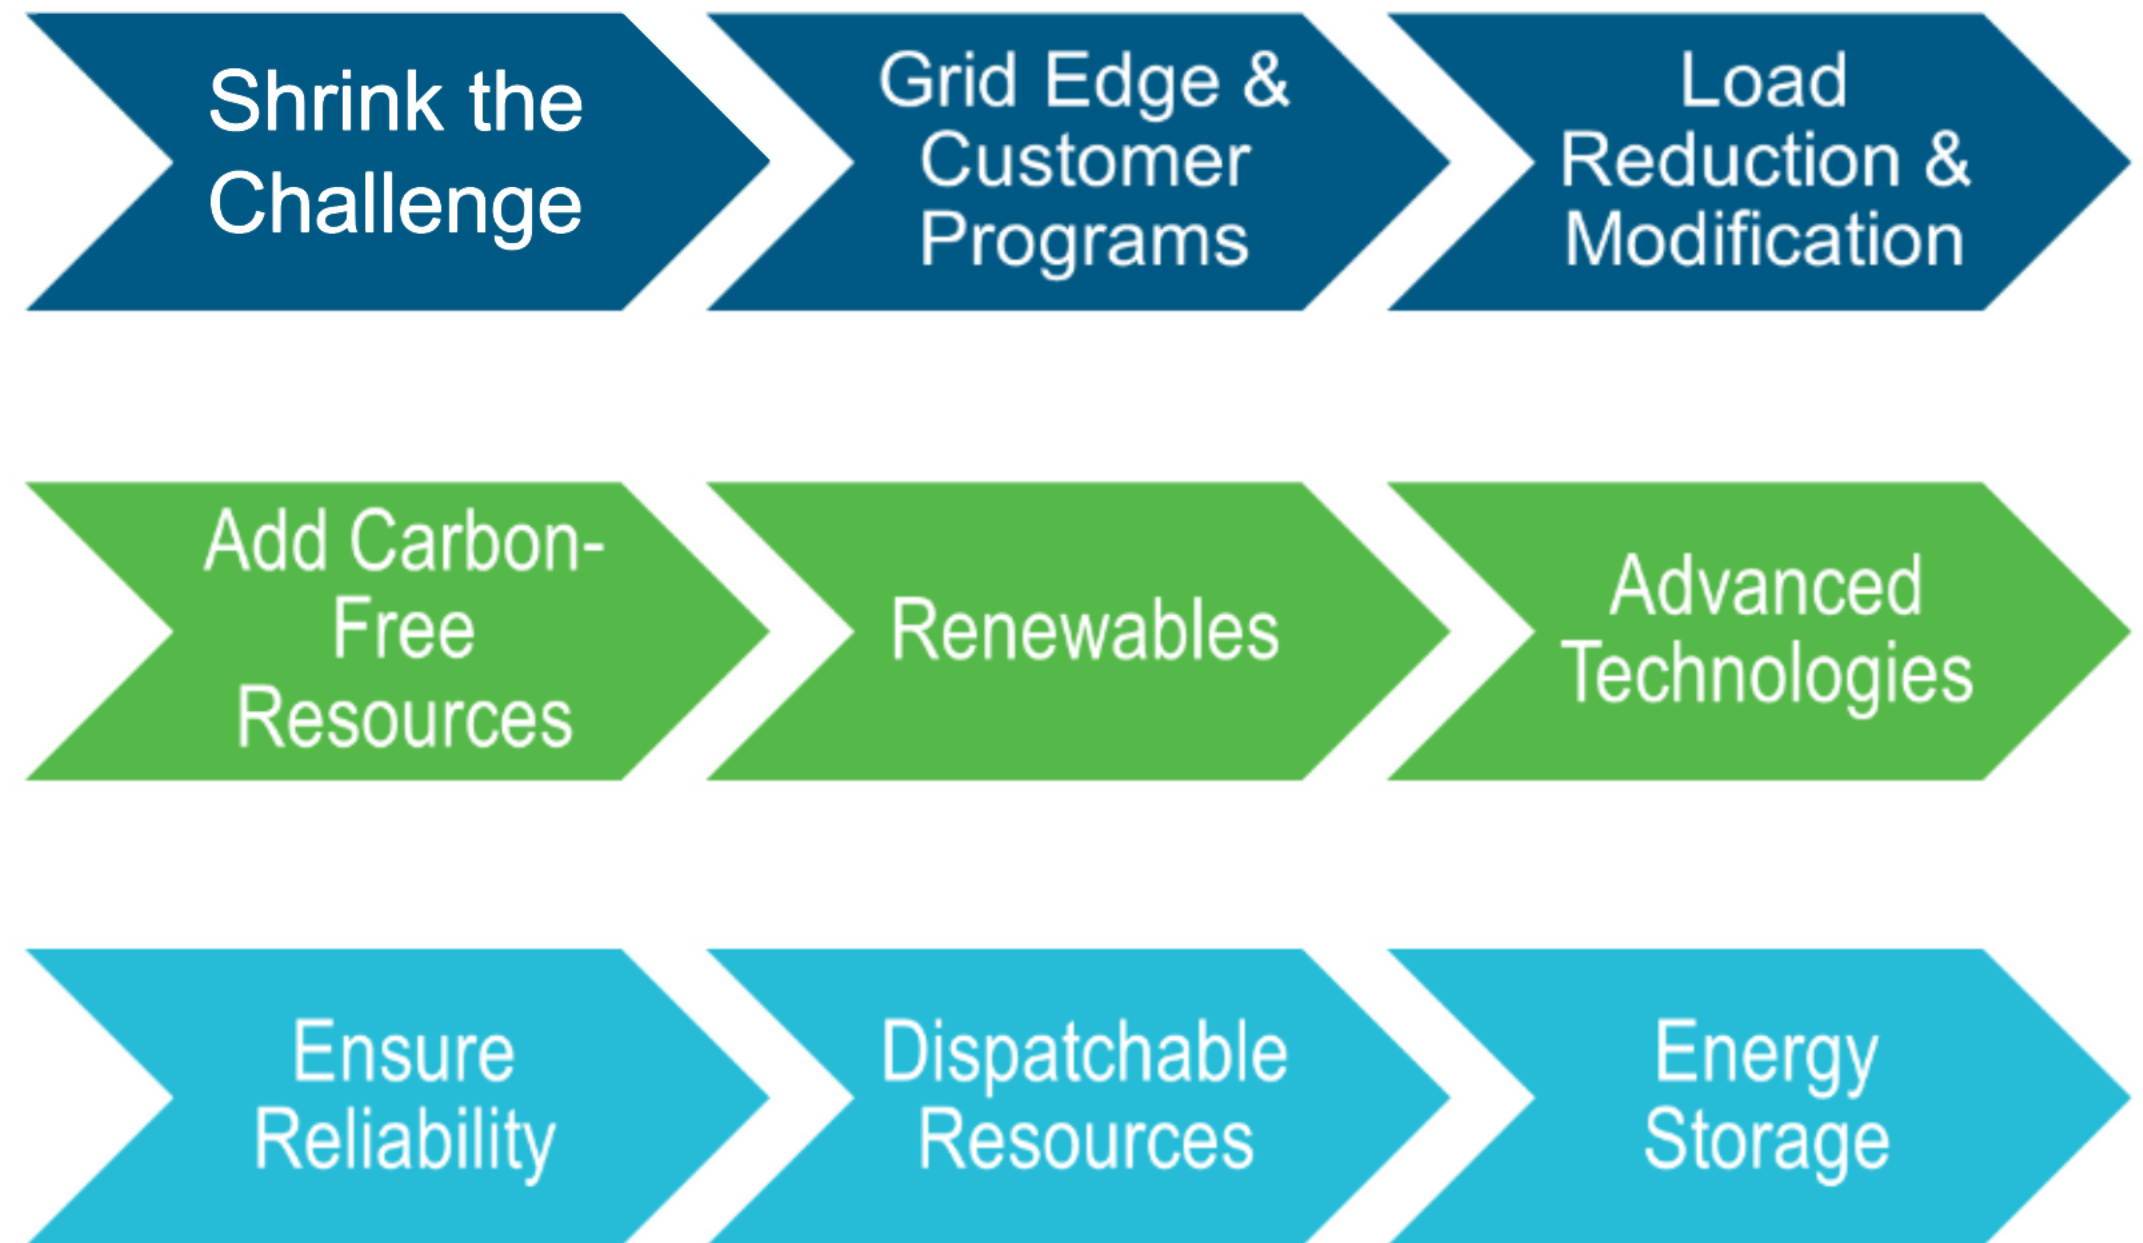 Shrink the
Challenge
Grid Edge &
Customer
Programs
Load
Reduction &
Modification
Add Carbon-
Free
Resources
Renewables
Advanced
Technologies
Ensure
Reliability
Dispatchable
Resources
Energy
Storage